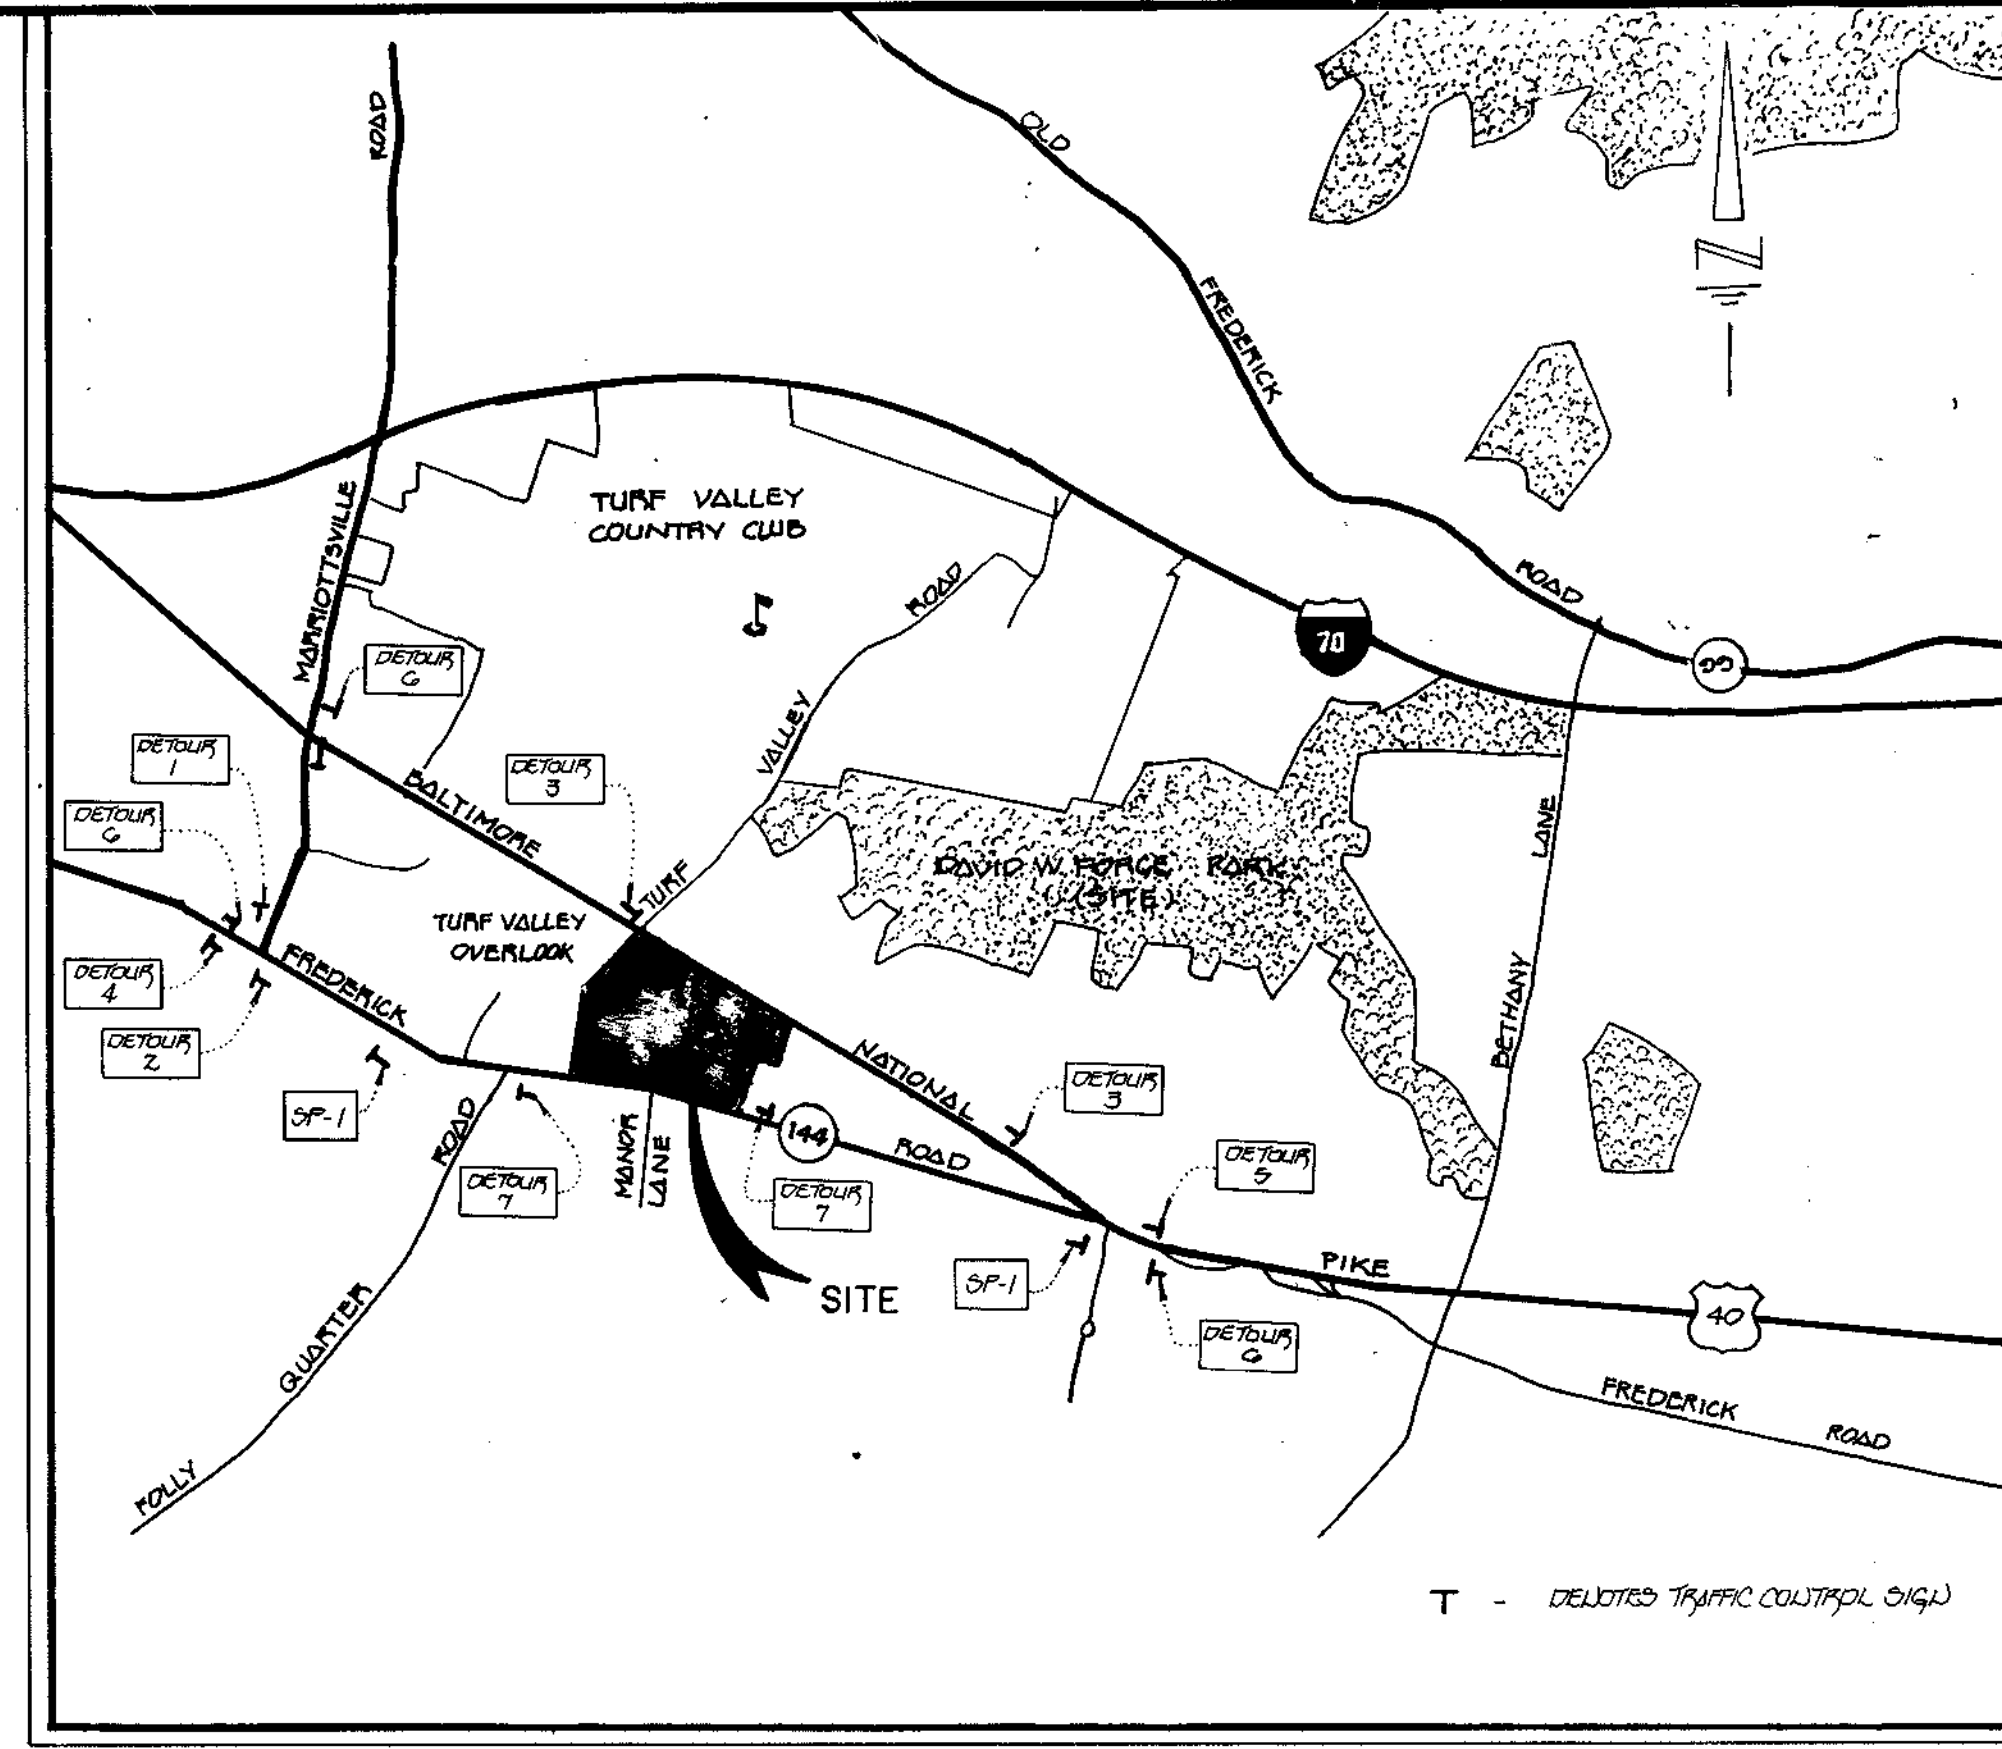 ROAD
OLD
FREDERICK
ROAD
N
TURF VALLEY
COUNTRY CLUB
MARRIOTTSVILLE
ROAD
VALLEY
TURF
70
99
DETOUR
6
DETOUR
1
DETOUR
6
DETOUR
3
BALTIMORE
DAVID W. FORCE PARK
(SITE)
LANE
BETHANY
TURF VALLEY
OVERLOOK
DETOUR
4
DETOUR
2
FREDERICK
SP-1
ROAD
QUARTER
FOLLY
DETOUR
7
MANOR
LANE
144
DETOUR
7
NATIONAL
ROAD
DETOUR
3
DETOUR
5
SP-1
DETOUR
6
SITE
PIKE
40
FREDERICK
ROAD
T - DENOTES TRAFFIC CONTROL SIGN